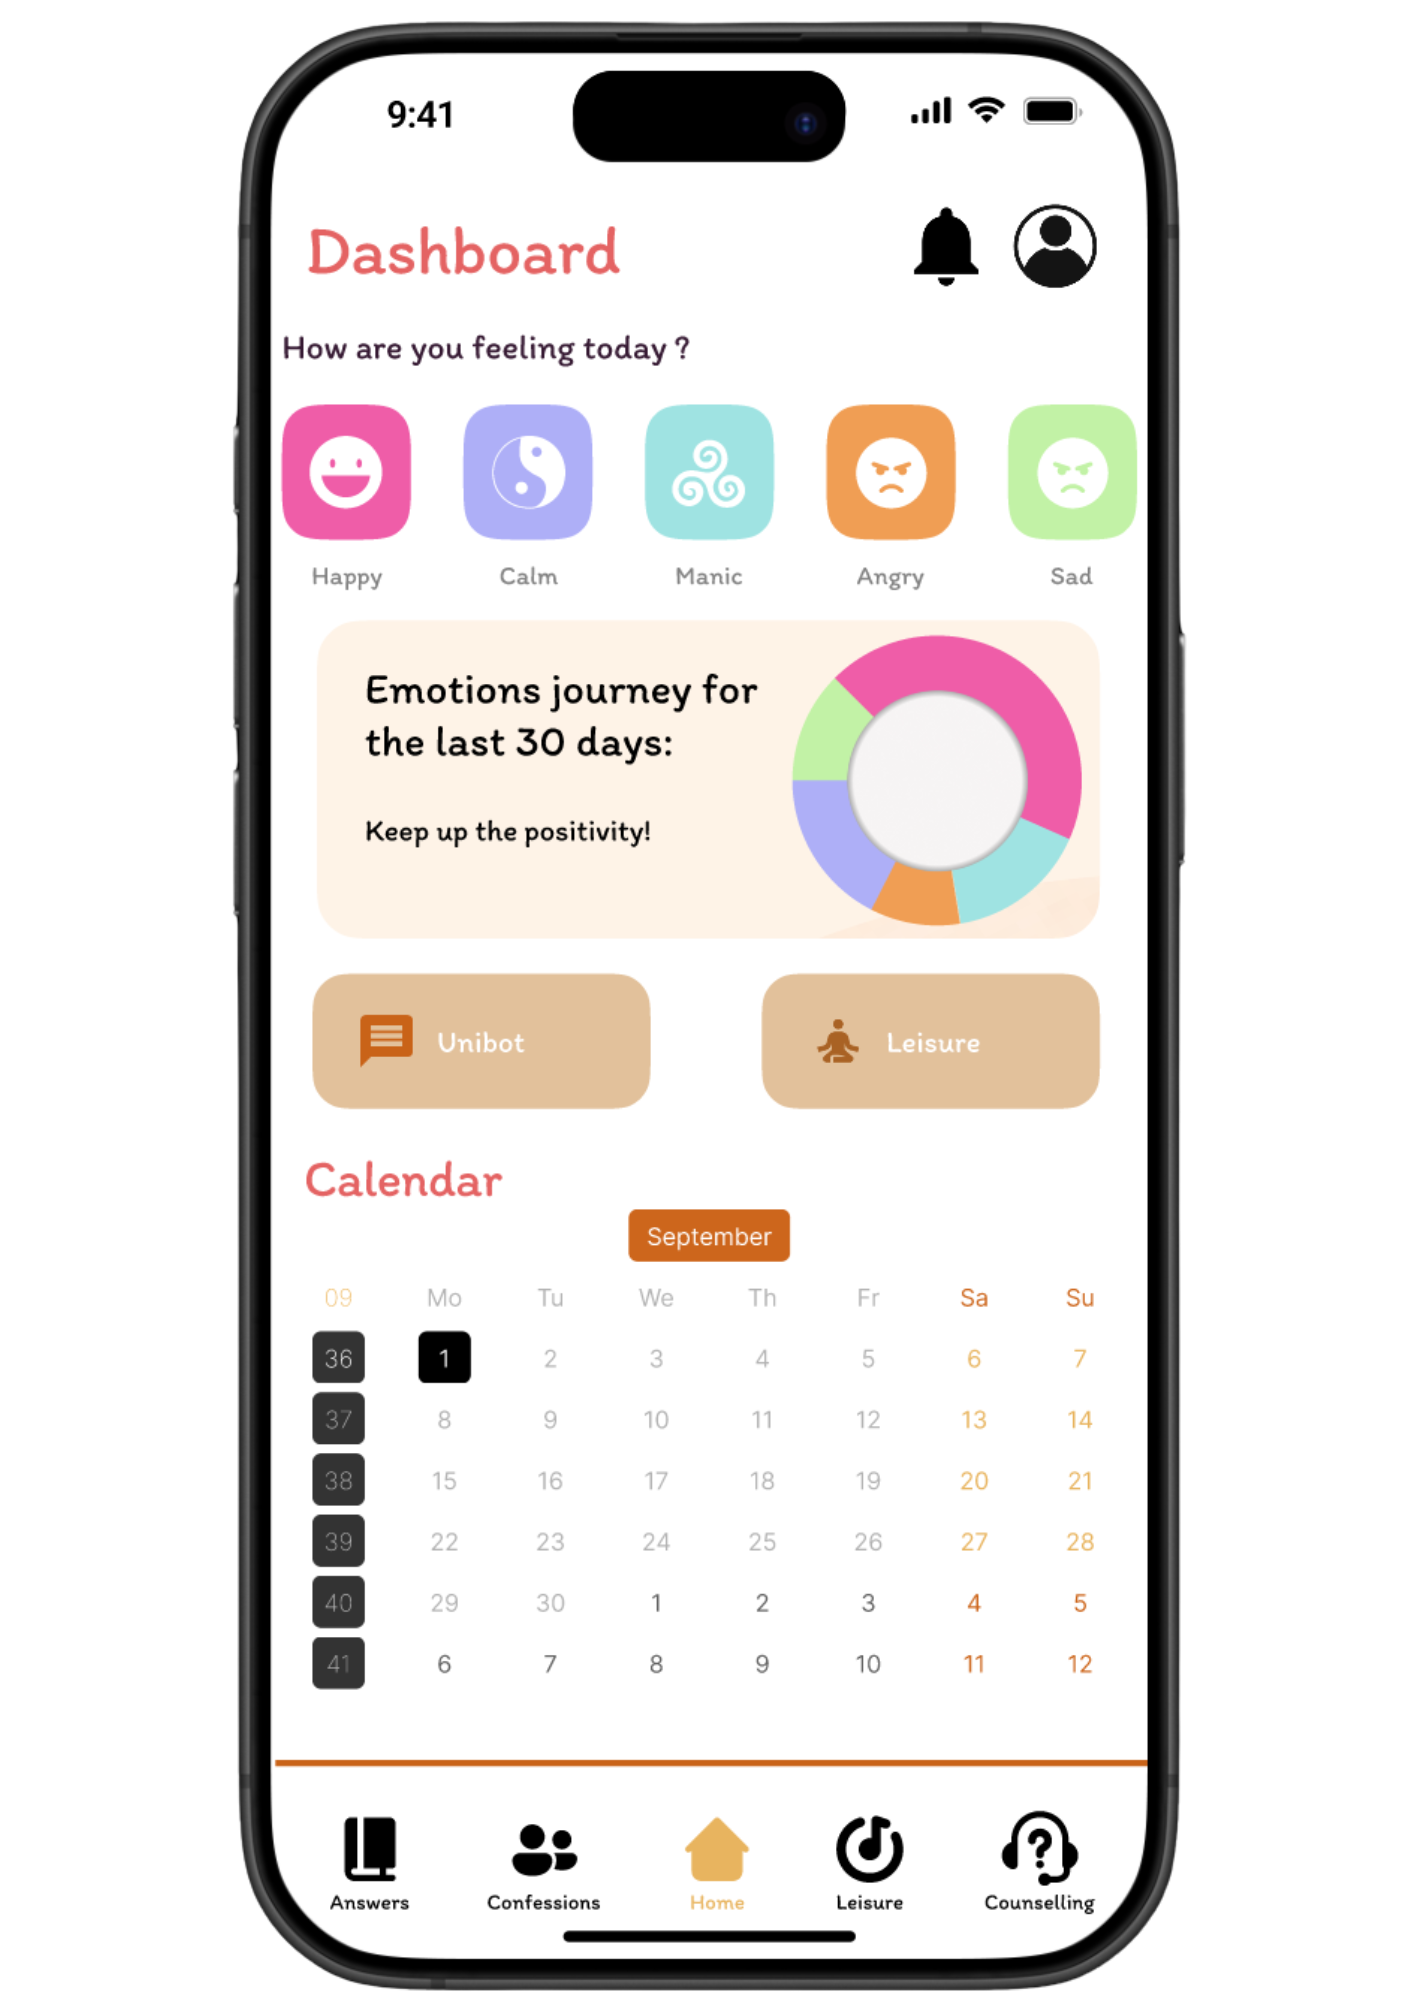 9:41
Dashboard
How are you feeling today ?
Happy Calm Manic Angry Sad
Emotions journey for
the last 30 days:
Keep up the positivity!
Unibot Leisure
Calendar
September
09 Mo Tu We Th Fr Sa Su
36 1 2 3 4 5 6 7
37 8 9 10 11 12 13 14
38 15 16 17 18 19 20 21
39 22 23 24 25 26 27 28
40 29 30 1 2 3 4 5
41 6 7 8 9 10 11 12
Answers Confessions Home Leisure Counselling